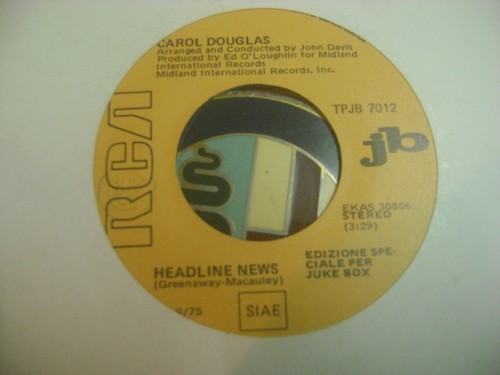 CAROL DOUGLAS
Arranged and Conducted by John Davis
Produced by Ed O'Loughlin for Midland
International Records
Midland International Records, Inc.
TPJB 7012
jb
RCA
EKAS 30806
STEREO
(3:29)
EDIZIONE SPE-
CIALE PER
JUKE BOX
HEADLINE NEWS
(Greenaway-Macauley)
/75
SIAE